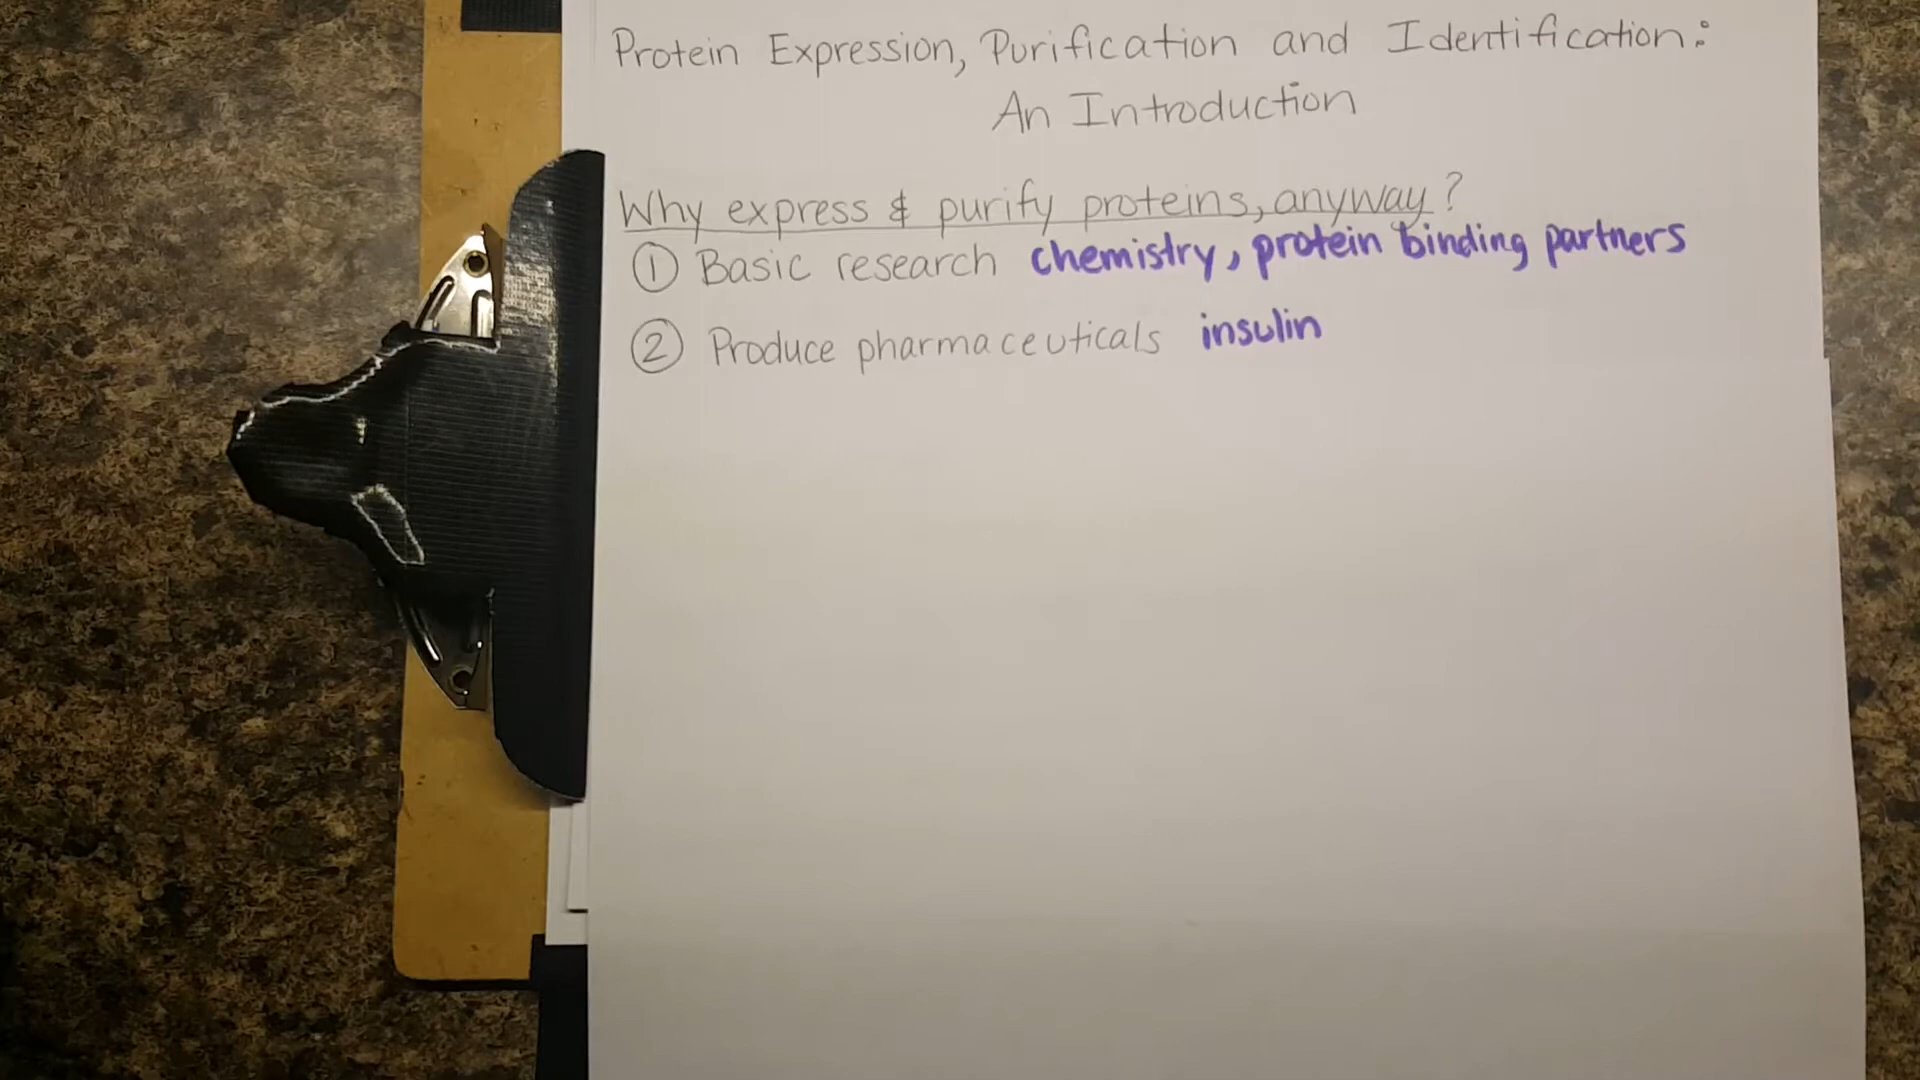 Protein Expression, Purification and Identification:
An Introduction
Why express & purify proteins, anyway?
① Basic research chemistry, protein binding partners
② Produce pharmaceuticals insulin